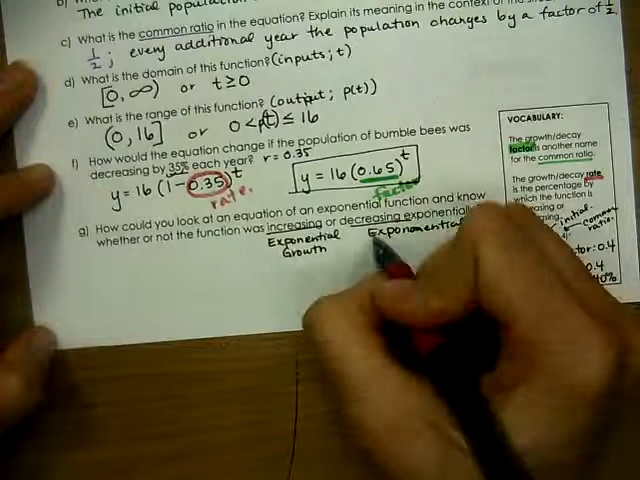 b)
The initial population
c) What is the common ratio in the equation? Explain its meaning in the context of
1/2 ; every additional year the population changes by a factor of 1/2.
d) What is the domain of this function? (inputs; t)
[0, ∞) or t ≥ 0
e) What is the range of this function? (output; p(t))
(0, 16] or 0 < p(t) ≤ 16
f) How would the equation change if the population of bumble bees was
decreasing by 35% each year? r = 0.35
y = 16 (1 - 0.35)^t
rate.
y = 16 (0.65)^t
factor
g) How could you look at an equation of an exponential function and know
whether or not the function was increasing or decreasing exponentially
Exponential
Growth
Exponential
VOCABULARY:
The growth/decay
factor is another name
for the common ratio.
The growth/decay rate
is the percentage by
which the function is
increasing or
initial
common
ratio.
tor: 0.4
0.4
40%